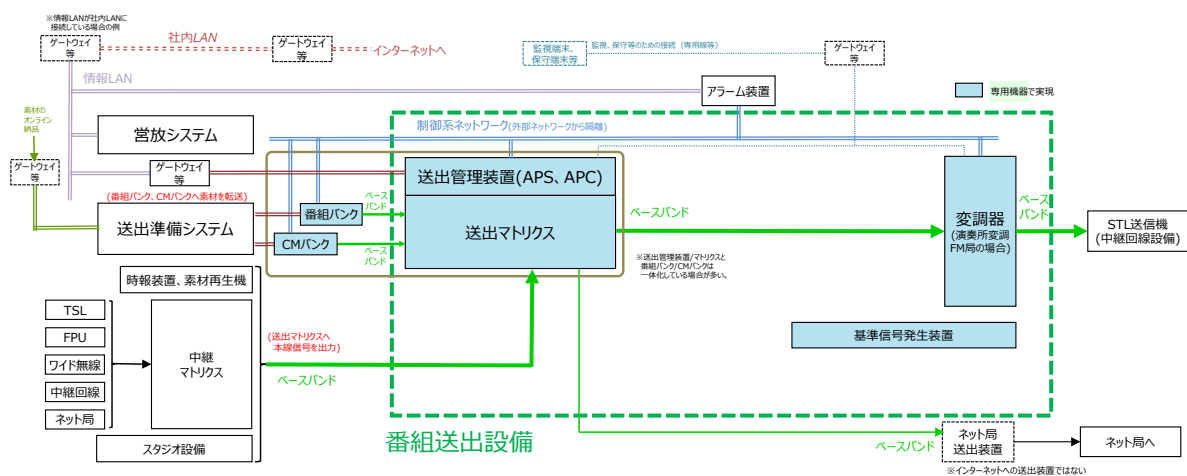 ※情報LANが社内LANに
接続している場合の例
ゲートウェイ
等
社内LAN
ゲートウェイ
等
インターネットへ
監視端末、
保守端末等
監視、保守等のための接続（専用線等）
ゲートウェイ
等
情報LAN
アラーム装置
専用機器で実現
素材の
オンライン
納品
営放システム
制御系ネットワーク(外部ネットワークから隔離)
ゲートウェイ
等
ゲートウェイ
等
送出管理装置(APS、APC)
(番組バンク、CMバンクへ素材を転送)
送出準備システム
番組バンク
ベース
バンド
CMバンク
ベース
バンド
送出マトリクス
ベースバンド
変調器
(演奏所変調
FM局の場合)
ベース
バンド
STL送信機
(中継回線設備)
※送出管理装置/マトリクスと
番組バンク/CMバンクは
一体化している場合が多い。
時報装置、素材再生機
TSL
FPU
ワイド無線
中継回線
ネット局
中継
マトリクス
(送出マトリクスへ
本線信号を出力)
ベースバンド
基準信号発生装置
スタジオ設備
番組送出設備
ベースバンド
ネット局
送出装置
ネット局へ
※インターネットへの送出装置ではない